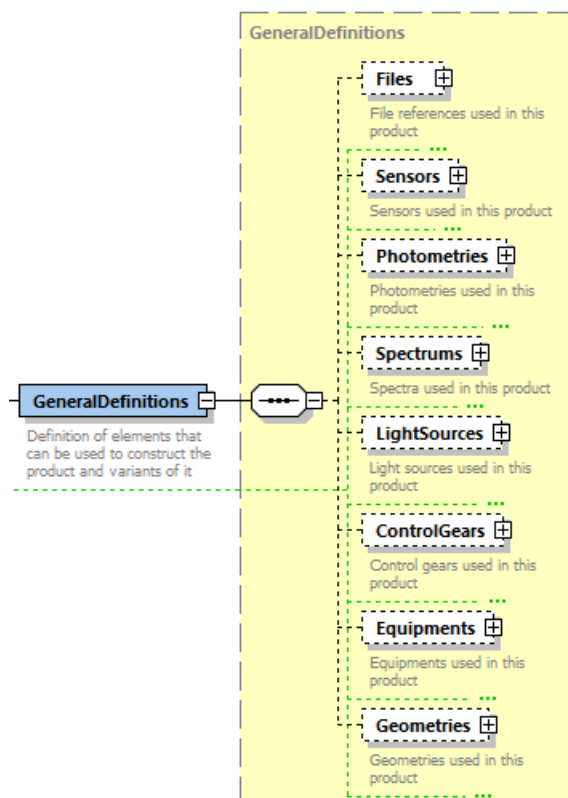 GeneralDefinitions
Files
File references used in this
product
Sensors
Sensors used in this product
Photometries
Photometries used in this
product
Spectrums
Spectra used in this product
GeneralDefinitions
Definition of elements that
can be used to construct the
product and variants of it
LightSources
Light sources used in this
product
ControlGears
Control gears used in this
product
Equipments
Equipments used in this
product
Geometries
Geometries used in this
product